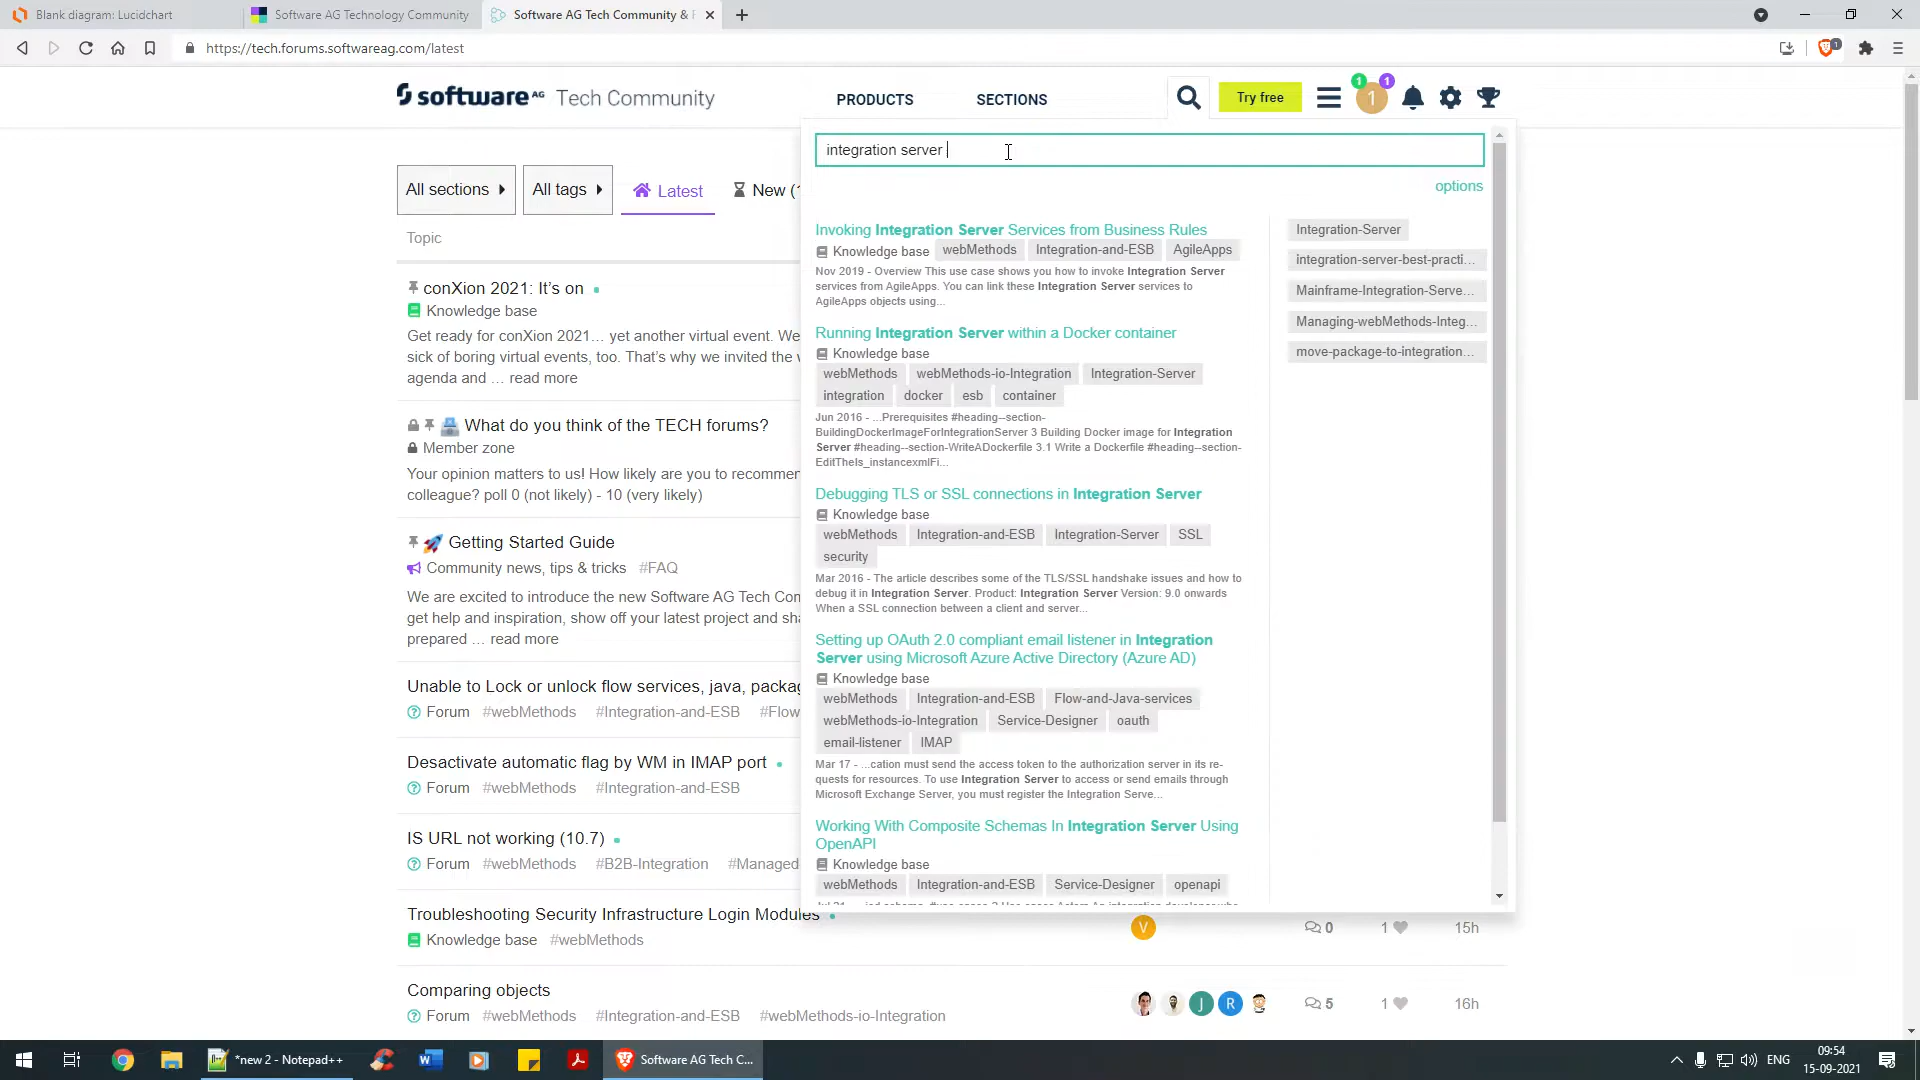 Blank diagram: Lucidchart
Software AG Technology Community
Software AG Tech Community &
https://tech.forums.softwareag.com/latest
1
software AG Tech Community
PRODUCTS
SECTIONS
Try free
1
1
1
integration server
options
All sections
All tags
Latest
New (1
Topic
conXion 2021: It's on
Knowledge base
Get ready for conXion 2021… yet another virtual event. We
sick of boring virtual events, too. That's why we invited the
agenda and … read more
What do you think of the TECH forums?
Member zone
Your opinion matters to us! How likely are you to recommen
colleague? poll 0 (not likely) - 10 (very likely)
Getting Started Guide
Community news, tips & tricks #FAQ
We are excited to introduce the new Software AG Tech Con
get help and inspiration, show off your latest project and sha
prepared … read more
Unable to Lock or unlock flow services, java, packag
Forum #webMethods #Integration-and-ESB #Flow
Desactivate automatic flag by WM in IMAP port
Forum #webMethods #Integration-and-ESB
IS URL not working (10.7)
Forum #webMethods #B2B-Integration #Managed
Troubleshooting Security Infrastructure Login Modules
Knowledge base #webMethods
V
0
1
15h
Comparing objects
Forum #webMethods #Integration-and-ESB #webMethods-io-Integration
J
R
5
1
16h
Invoking Integration Server Services from Business Rules
Knowledge base webMethods Integration-and-ESB AgileApps
Nov 2019 - Overview This use case shows you how to invoke Integration Server
services from AgileApps. You can link these Integration Server services to
AgileApps objects using...
Running Integration Server within a Docker container
Knowledge base
webMethods webMethods-io-Integration Integration-Server
integration docker esb container
Jun 2016 - ...Prerequisites #heading--section-
BuildingDockerImageForIntegrationServer 3 Building Docker image for Integration
Server #heading--section-WriteADockerfile 3.1 Write a Dockerfile #heading--section-
EditTheIs_instancexmlFi...
Debugging TLS or SSL connections in Integration Server
Knowledge base
webMethods Integration-and-ESB Integration-Server SSL
security
Mar 2016 - The article describes some of the TLS/SSL handshake issues and how to
debug it in Integration Server. Product: Integration Server Version: 9.0 onwards
When a SSL connection between a client and server...
Setting up OAuth 2.0 compliant email listener in Integration
Server using Microsoft Azure Active Directory (Azure AD)
Knowledge base
webMethods Integration-and-ESB Flow-and-Java-services
webMethods-io-Integration Service-Designer oauth
email-listener IMAP
Mar 17 - ...cation must send the access token to the authorization server in its re-
quests for resources. To use Integration Server to access or send emails through
Microsoft Exchange Server, you must register the Integration Serve...
Working With Composite Schemas In Integration Server Using
OpenAPI
Knowledge base
webMethods Integration-and-ESB Service-Designer openapi
Integration-Server
integration-server-best-practi...
Mainframe-Integration-Serve...
Managing-webMethods-Integ...
move-package-to-integration...
*new 2 - Notepad++
Software AG Tech C...
ENG
09:54
15-09-2021